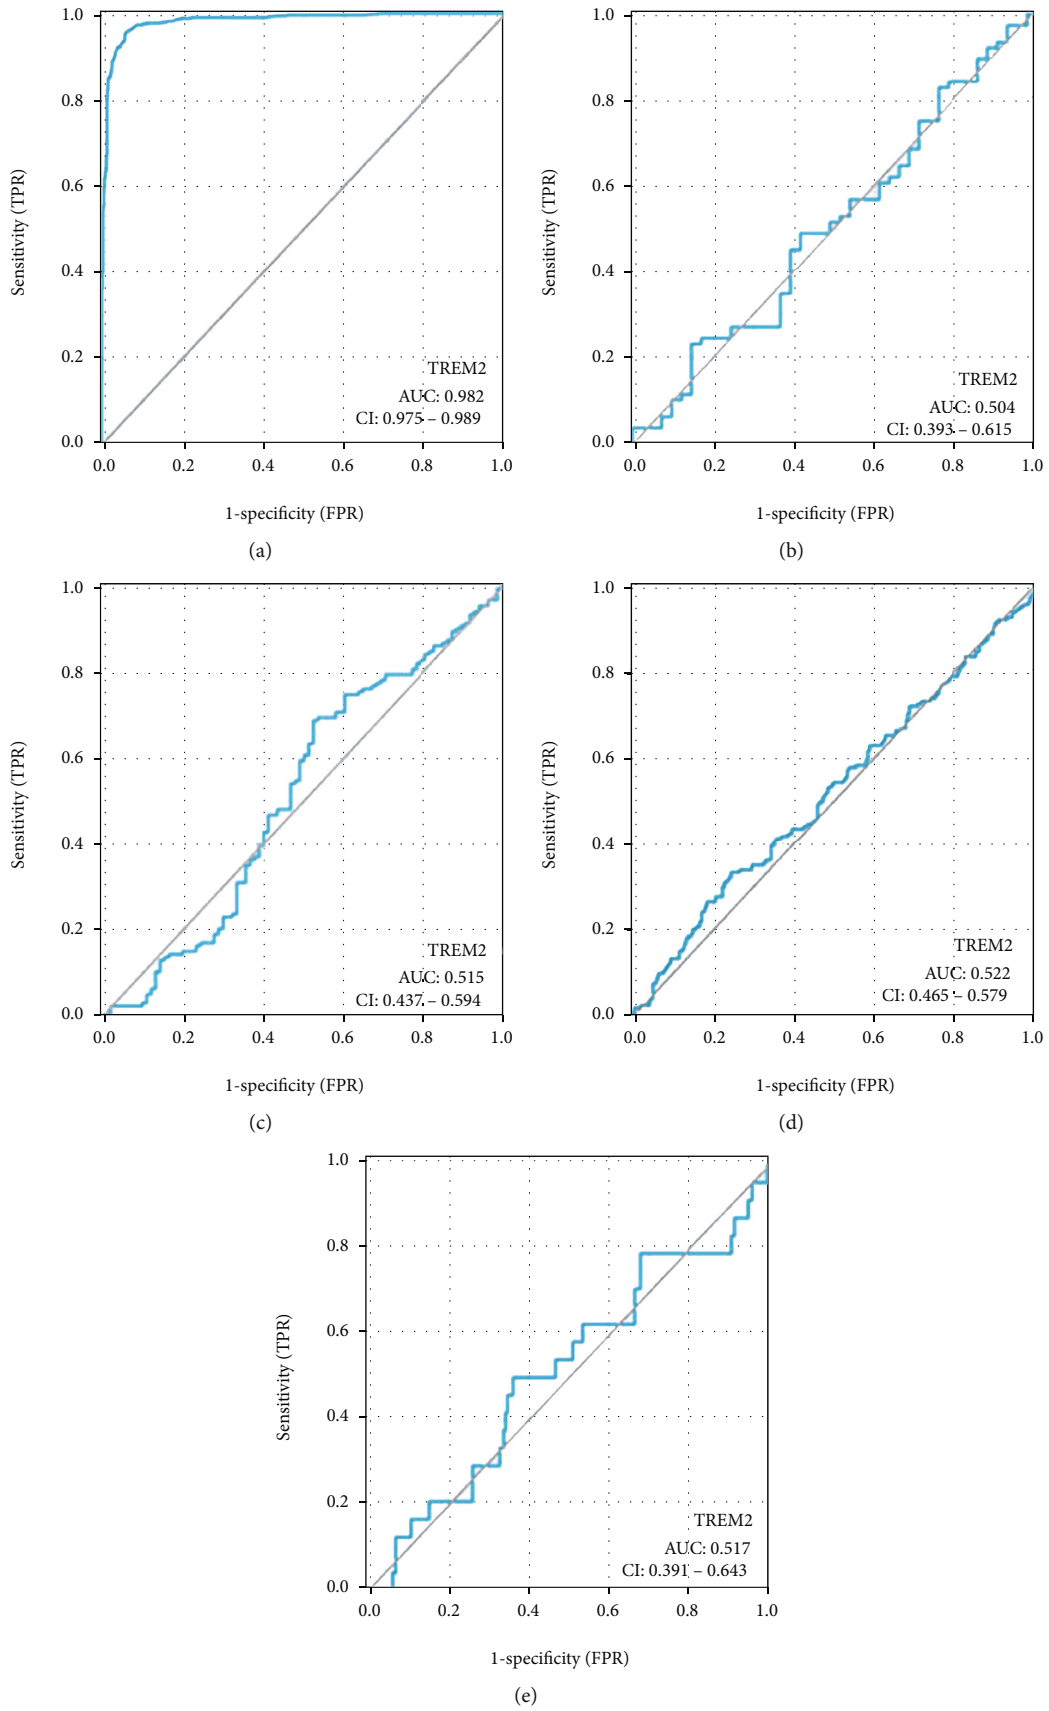 1.0
0.8
0.6
0.4
0.2
0.0
Sensitivity (TPR)
TREM2
AUC: 0.982
CI: 0.975 – 0.989
0.0 0.2 0.4 0.6 0.8 1.0
1-specificity (FPR)
(a)
1.0
0.8
0.6
0.4
0.2
0.0
Sensitivity (TPR)
TREM2
AUC: 0.504
CI: 0.393 – 0.615
0.0 0.2 0.4 0.6 0.8 1.0
1-specificity (FPR)
(b)
1.0
0.8
0.6
0.4
0.2
0.0
Sensitivity (TPR)
TREM2
AUC: 0.515
CI: 0.437 – 0.594
0.0 0.2 0.4 0.6 0.8 1.0
1-specificity (FPR)
(c)
1.0
0.8
0.6
0.4
0.2
0.0
Sensitivity (TPR)
TREM2
AUC: 0.522
CI: 0.465 – 0.579
0.0 0.2 0.4 0.6 0.8 1.0
1-specificity (FPR)
(d)
1.0
0.8
0.6
0.4
0.2
0.0
Sensitivity (TPR)
TREM2
AUC: 0.517
CI: 0.391 – 0.643
0.0 0.2 0.4 0.6 0.8 1.0
1-specificity (FPR)
(e)